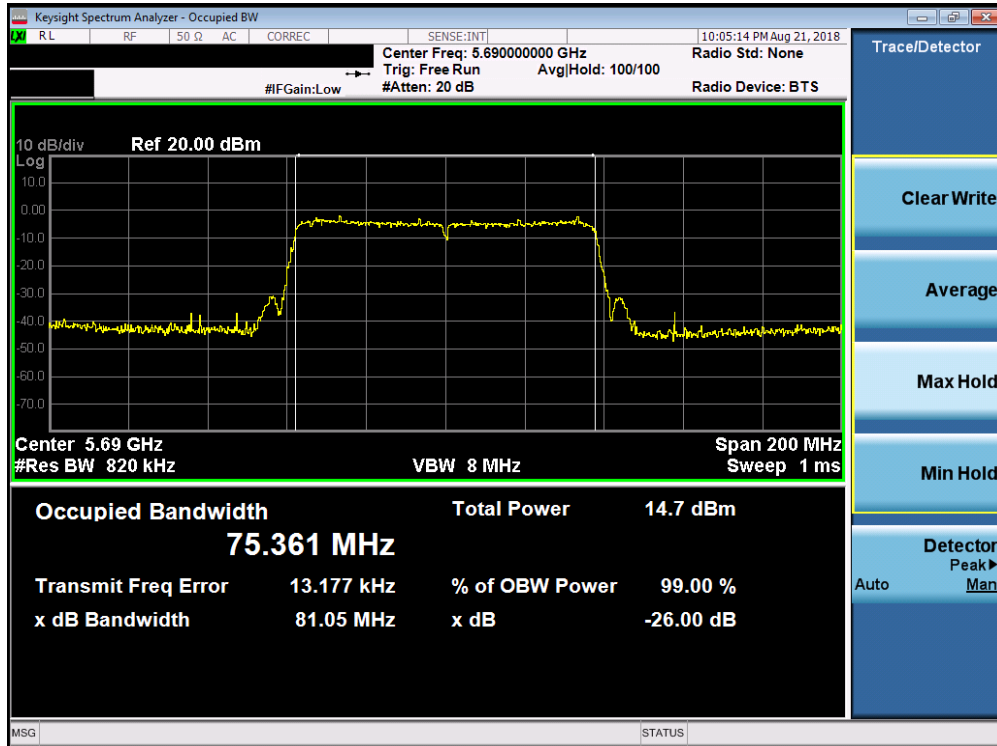 Keysight Spectrum Analyzer - Occupied BW
LXI RL RF 50 Ω AC CORREC SENSE:INT 10:05:14 PM Aug 21, 2018
Center Freq: 5.690000000 GHz Radio Std: None
Trig: Free Run Avg|Hold: 100/100
#IFGain:Low #Atten: 20 dB Radio Device: BTS
10 dB/div Ref 20.00 dBm
Log
10.0
0.00
-10.0
-20.0
-30.0
-40.0
-50.0
-60.0
-70.0
Center 5.69 GHz Span 200 MHz
#Res BW 820 kHz VBW 8 MHz Sweep 1 ms
Occupied Bandwidth Total Power 14.7 dBm
75.361 MHz
Transmit Freq Error 13.177 kHz % of OBW Power 99.00 %
x dB Bandwidth 81.05 MHz x dB -26.00 dB
MSG STATUS
Trace/Detector
Clear Write
Average
Max Hold
Min Hold
Detector
Peak▶
Auto Man